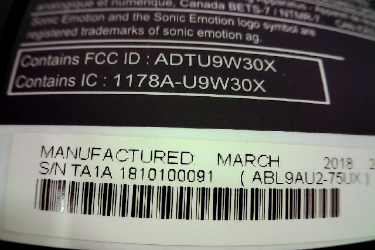 analogique et numérique, Canada BETS-7 / NTMR-
Sonic Emotion and the Sonic Emotion logo symbol are
registered trademarks of sonic emotion ag.
Contains FCC ID : ADTU9W30X
Contains IC : 1178A-U9W30X
MANUFACTURED: MARCH 2018 2
S/N TA1A 1810100091 ( ABL9AU2-75UX )